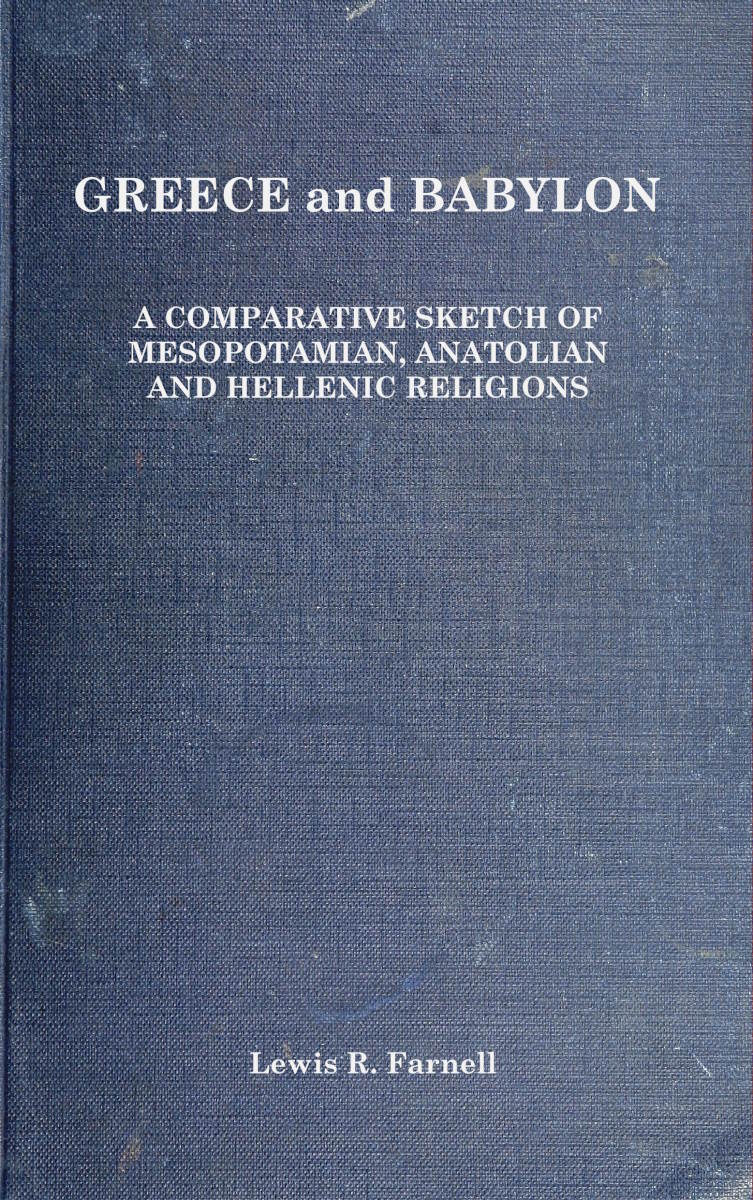 GREECE and BABYLON
A COMPARATIVE SKETCH OF
MESOPOTAMIAN, ANATOLIAN
AND HELLENIC RELIGIONS
Lewis R. Farnell